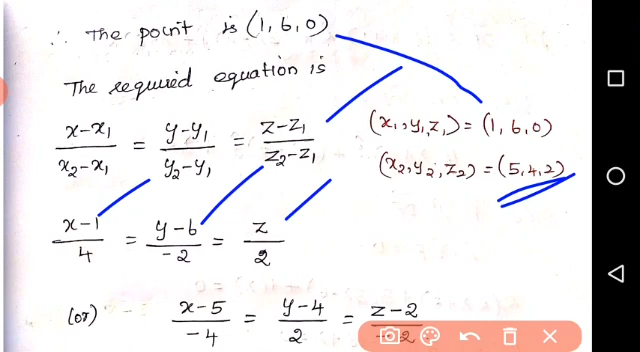 ∴ The point is (1, 6, 0)
The required equation is
x-x₁/x₂-x₁ = y-y₁/y₂-y₁ = z-z₁/z₂-z₁
(x₁,y₁,z₁) = (1, 6, 0)
(x₂,y₂,z₂) = (5, 4, 2)
x-1/4 = y-6/-2 = z/2
(or) x-5/-4 = y-4/2 = z-2/-2